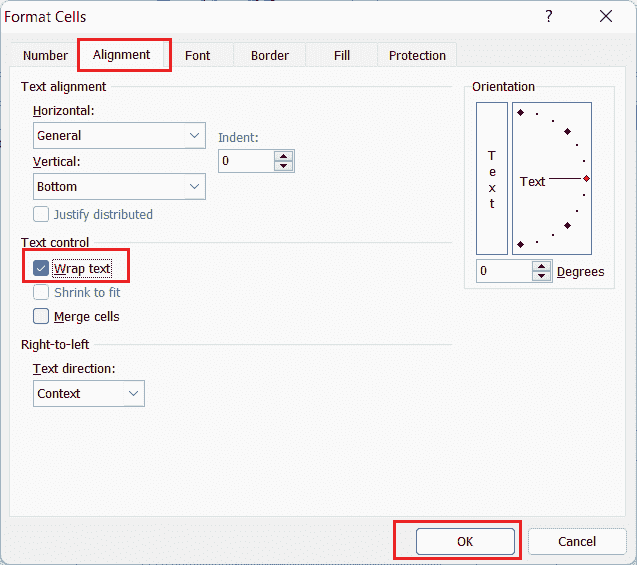 Format Cells ?
Number Alignment Font Border Fill Protection
Text alignment
Horizontal:
General
Indent:
0
Vertical:
Bottom
Justify distributed
Text control
Wrap text
Shrink to fit
Merge cells
Right-to-left
Text direction:
Context
Orientation
Text
Text
0 Degrees
OK Cancel